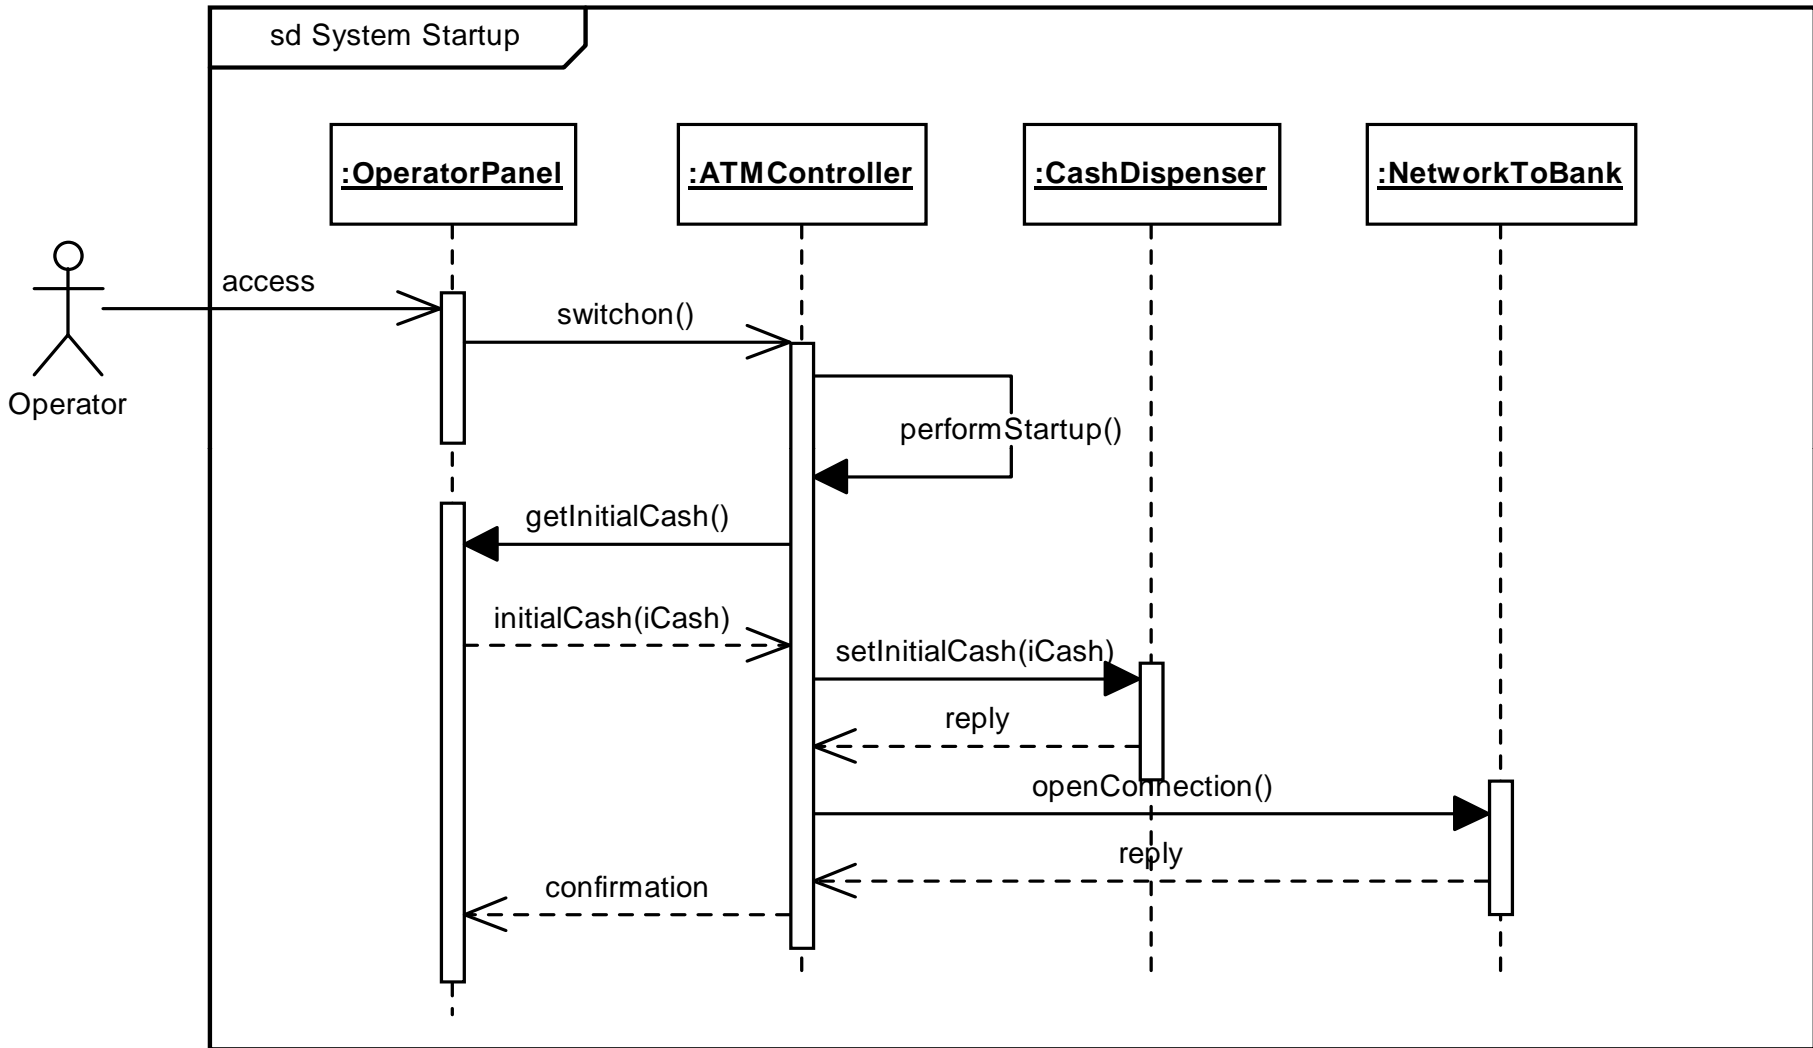 sd System Startup
:OperatorPanel
:ATMController
:CashDispenser
:NetworkToBank
access
switchon()
Operator
performStartup()
getInitialCash()
initialCash(iCash)
setInitialCash(iCash)
reply
openConnection()
reply
confirmation